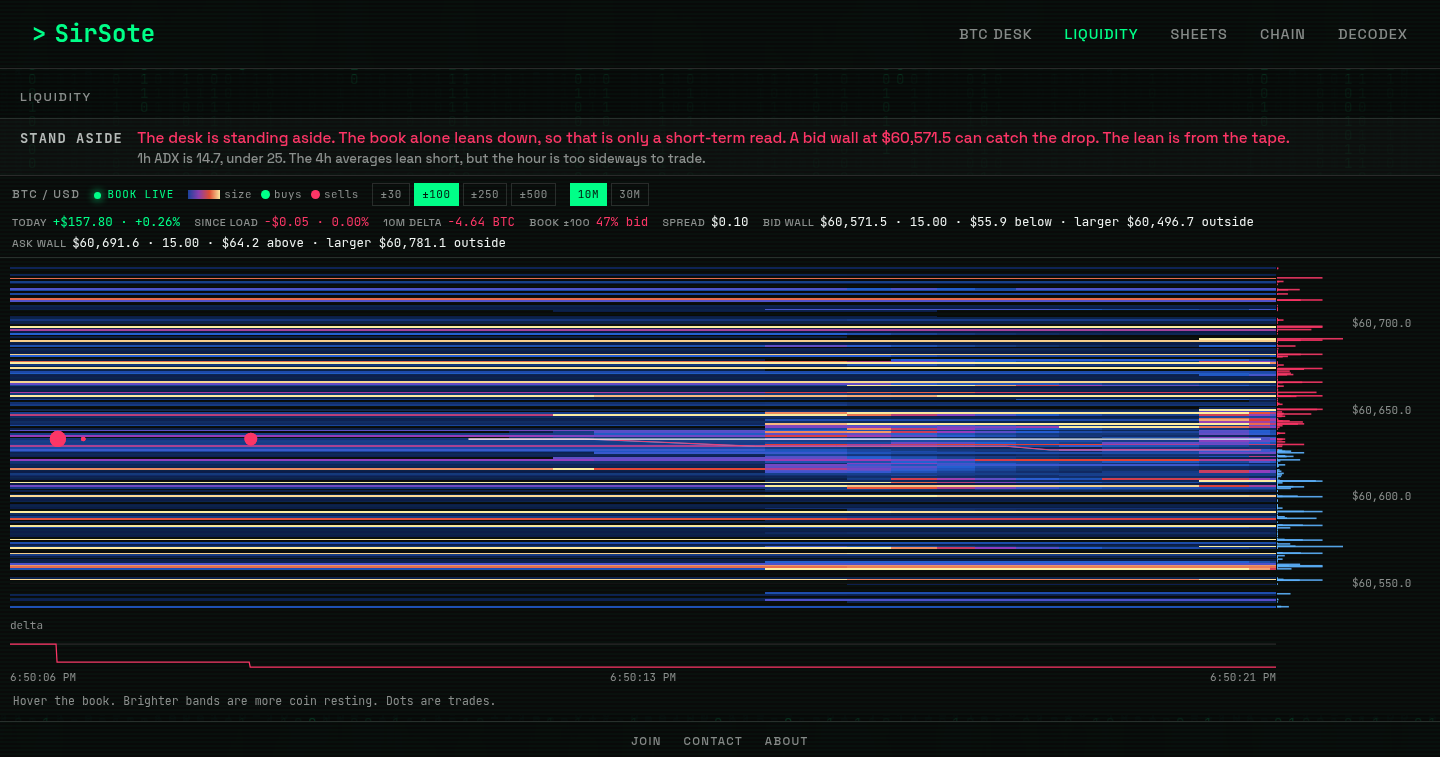 > SirSote
BTC DESK LIQUIDITY SHEETS CHAIN DECODEX
LIQUIDITY
STAND ASIDE The desk is standing aside. The book alone leans down, so that is only a short-term read. A bid wall at $60,571.5 can catch the drop. The lean is from the tape.
1h ADX is 14.7, under 25. The 4h averages lean short, but the hour is too sideways to trade.
BTC / USD BOOK LIVE size buys sells ±30 ±100 ±250 ±500 10M 30M
TODAY +$157.80 · +0.26% SINCE LOAD -$0.05 · 0.00% 10M DELTA -4.64 BTC BOOK ±100 47% bid SPREAD $0.10 BID WALL $60,571.5 · 15.00 · $55.9 below · larger $60,496.7 outside
ASK WALL $60,691.6 · 15.00 · $64.2 above · larger $60,781.1 outside
$60,700.0
$60,650.0
$60,600.0
$60,550.0
delta
6:50:06 PM 6:50:13 PM 6:50:21 PM
Hover the book. Brighter bands are more coin resting. Dots are trades.
JOIN CONTACT ABOUT